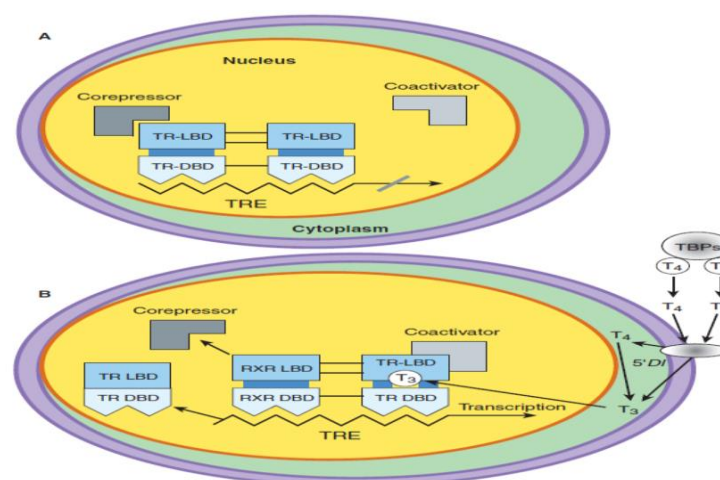 A
Nucleus
Corepressor
Coactivator
TR-LBD TR-LBD
TR-DBD TR-DBD
TRE
Cytoplasm
TBPs
T4 T
T4 T
B
Corepressor
Coactivator
T4
5'DI
TR LBD
RXR LBD
TR-LBD
T3
TR DBD
RXR DBD
TR DBD
T3
Transcription
TRE